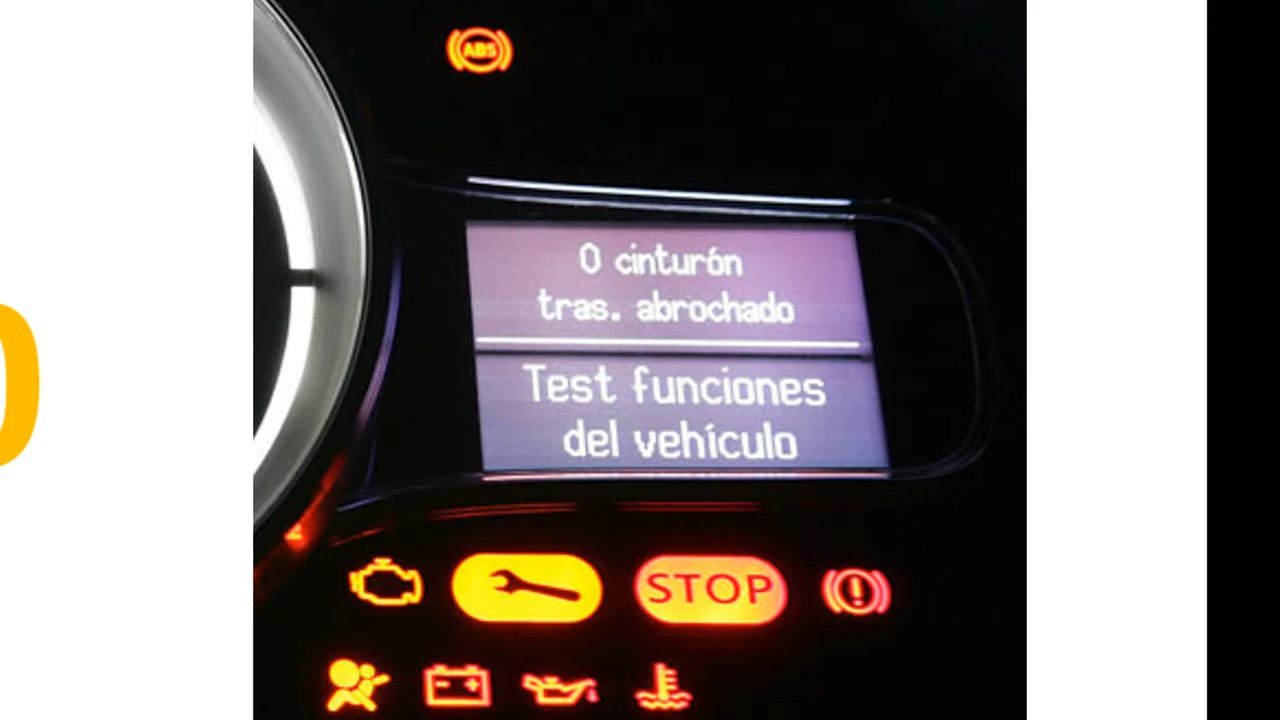 ABS
0 cinturón
tras. abrochado
Test funciones
del vehículo
STOP